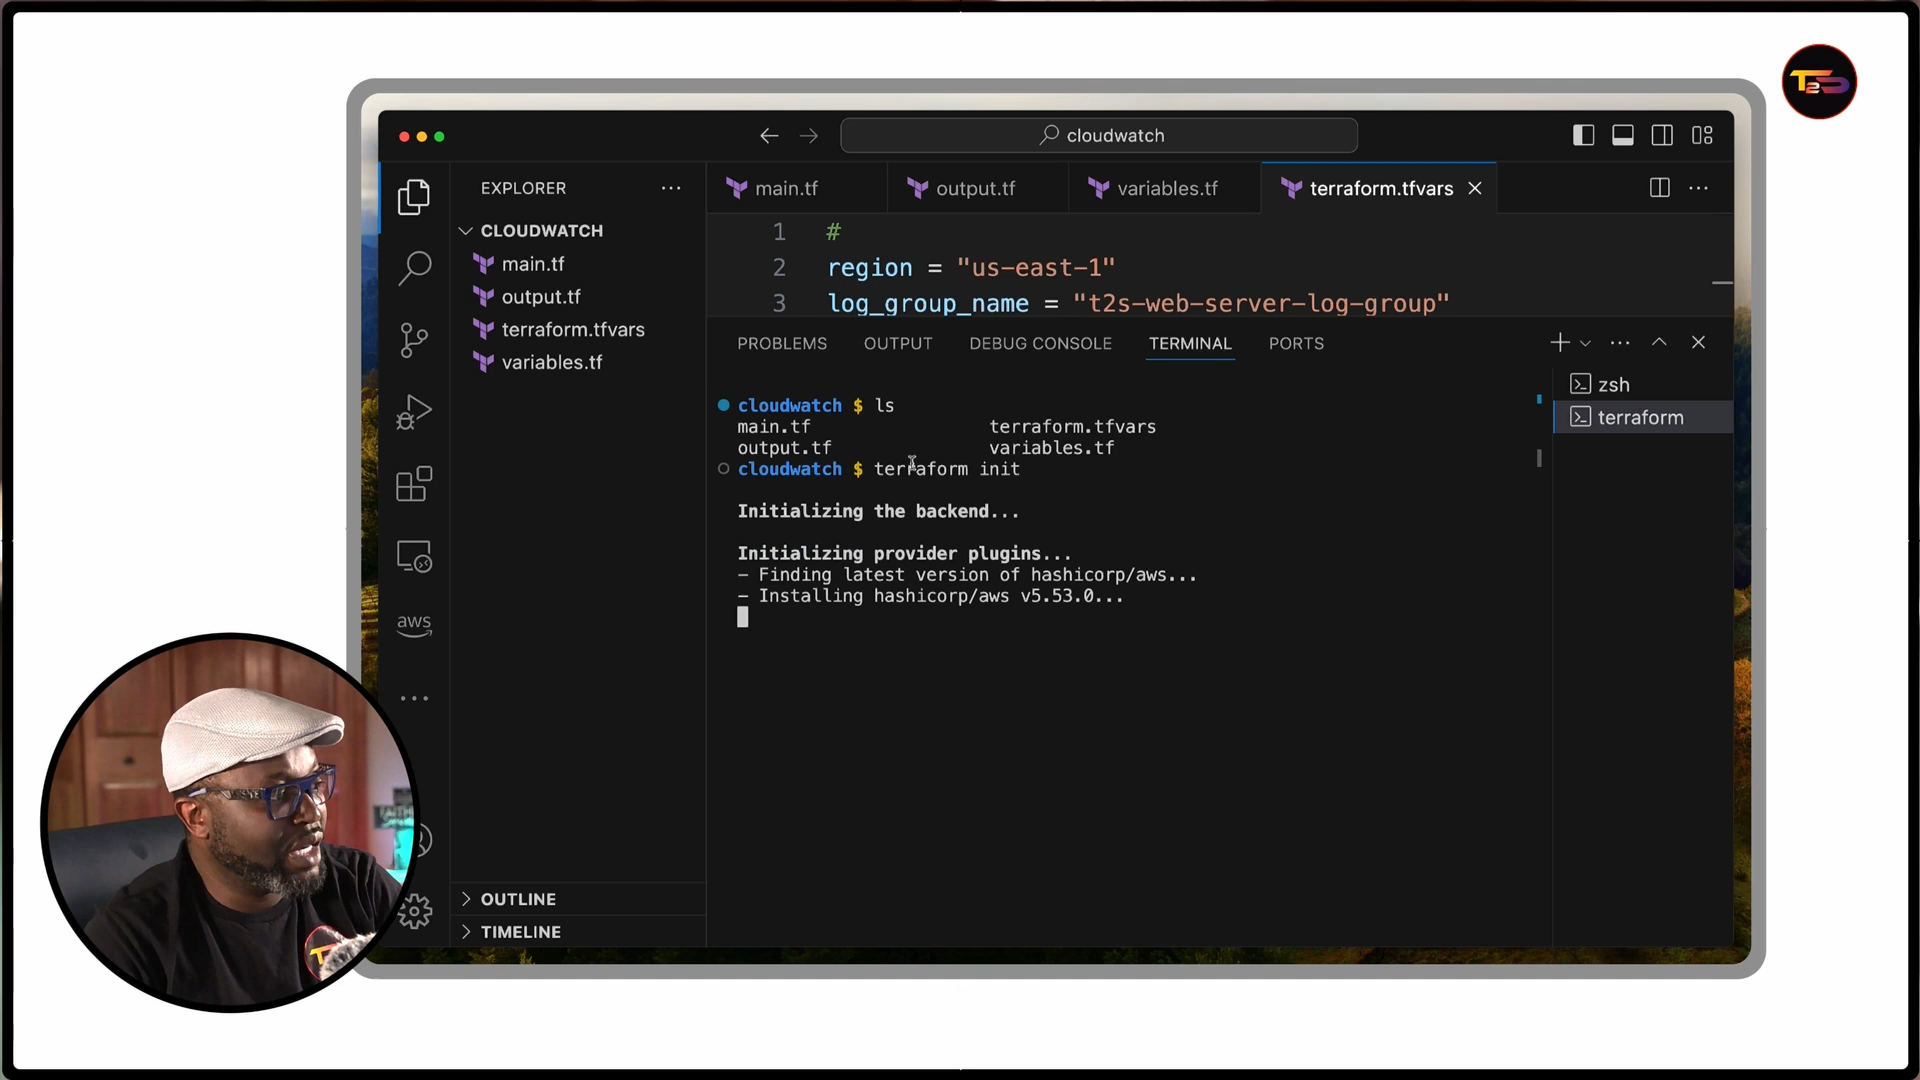 T2S
cloudwatch
EXPLORER
main.tf
output.tf
variables.tf
terraform.tfvars
CLOUDWATCH
main.tf
output.tf
terraform.tfvars
variables.tf
1 #
2 region = "us-east-1"
3 log_group_name = "t2s-web-server-log-group"
PROBLEMS
OUTPUT
DEBUG CONSOLE
TERMINAL
PORTS
zsh
terraform
cloudwatch $ ls
main.tf terraform.tfvars
output.tf variables.tf
cloudwatch $ terraform init
Initializing the backend...
Initializing provider plugins...
- Finding latest version of hashicorp/aws...
- Installing hashicorp/aws v5.53.0...
aws
OUTLINE
TIMELINE